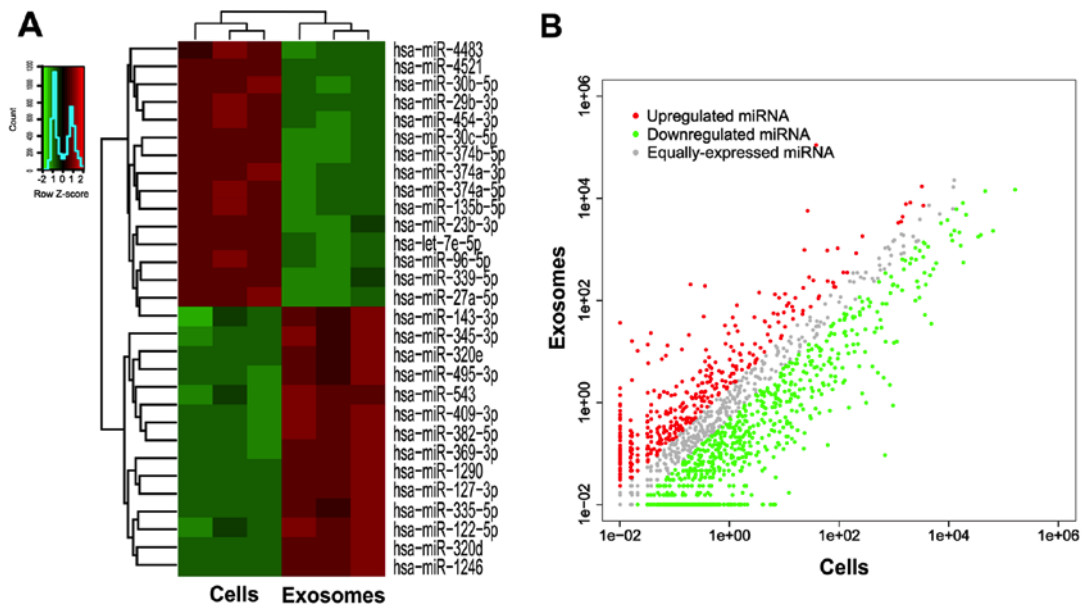 A
1200
1000
800
600
400
200
0
Count
-2 -1 0 1 2
Row Z-score
hsa-miR-4483
hsa-miR-4521
hsa-miR-30b-5p
hsa-miR-29b-3p
hsa-miR-454-3p
hsa-miR-30c-5p
hsa-miR-374b-5p
hsa-miR-374a-3p
hsa-miR-374a-5p
hsa-miR-135b-5p
hsa-miR-23b-3p
hsa-let-7e-5p
hsa-miR-96-5p
hsa-miR-339-5p
hsa-miR-27a-5p
hsa-miR-143-3p
hsa-miR-345-3p
hsa-miR-320e
hsa-miR-495-3p
hsa-miR-543
hsa-miR-409-3p
hsa-miR-382-5p
hsa-miR-369-3p
hsa-miR-1290
hsa-miR-127-3p
hsa-miR-335-5p
hsa-miR-122-5p
hsa-miR-320d
hsa-miR-1246
Cells Exosomes
B
Upregulated miRNA
Downregulated miRNA
Equally-expressed miRNA
Exosomes
1e+06
1e+04
1e+02
1e+00
1e-02
1e-02 1e+00 1e+02 1e+04 1e+06
Cells